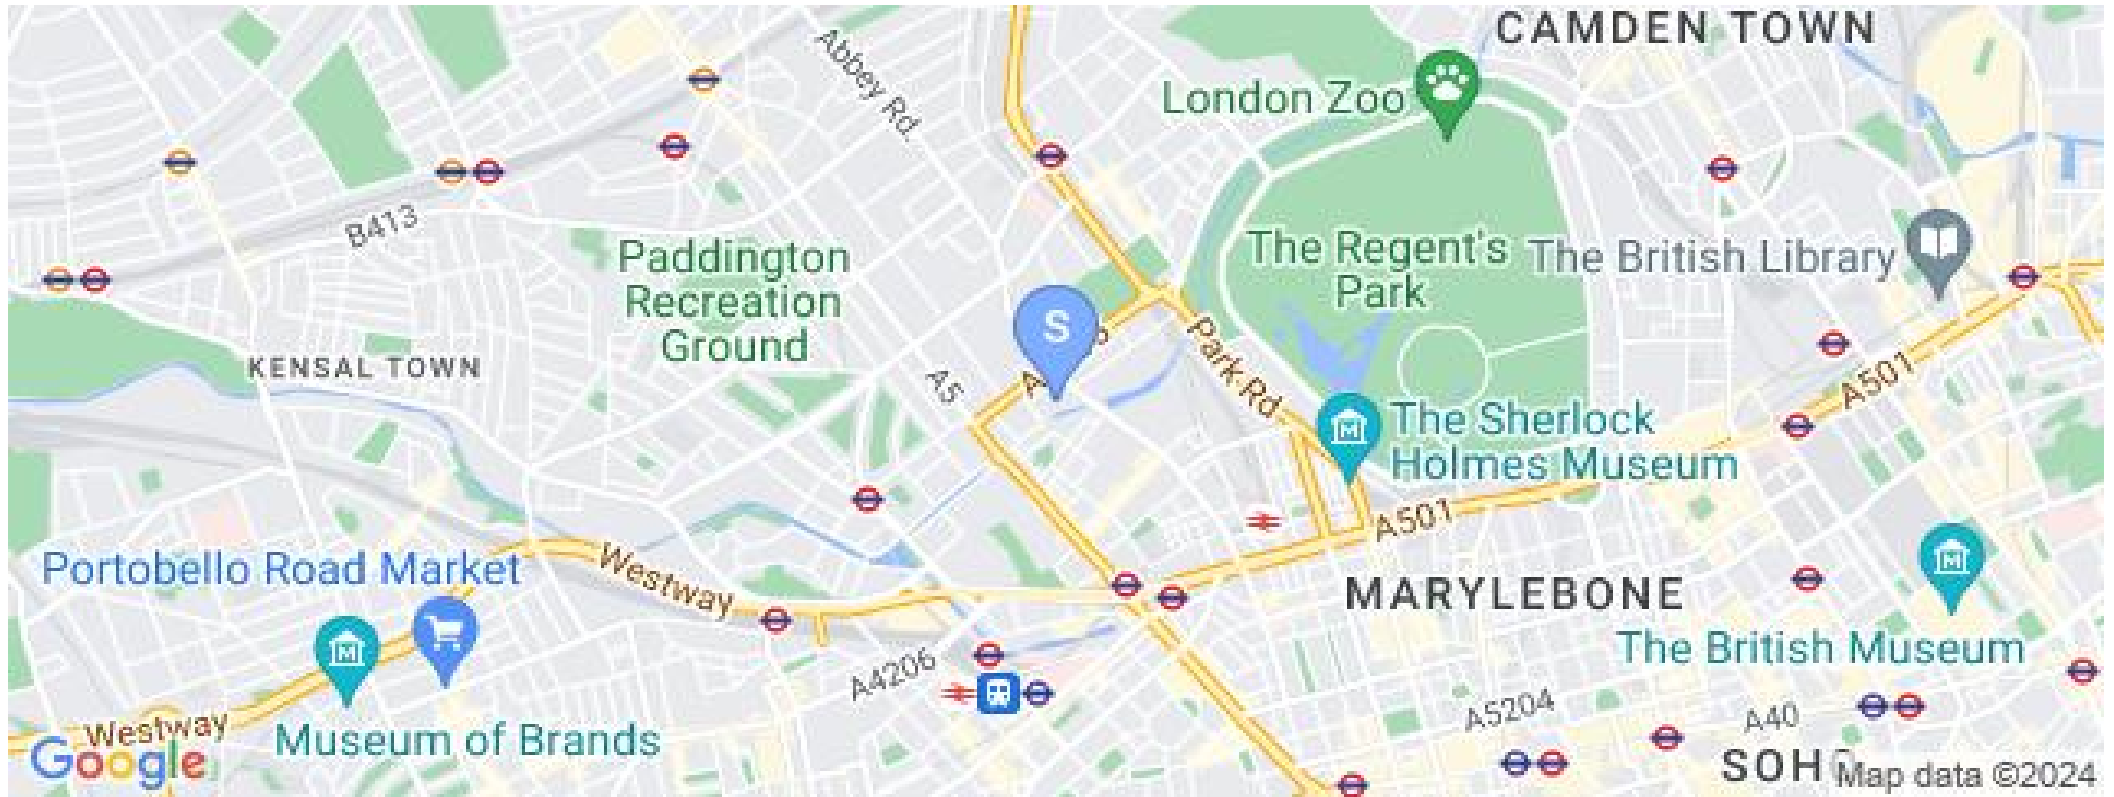 CAMDEN TOWN
Abbey Rd.
London Zoo
B413
Paddington
Recreation
Ground
The Regent's
Park
The British Library
S
KENSAL TOWN
A5
Park Rd
A501
The Sherlock
Holmes Museum
A501
Portobello Road Market
Westway
MARYLEBONE
The British Museum
A4206
A5204
A40
Westway
Museum of Brands
Google
SOH
Map data ©2024